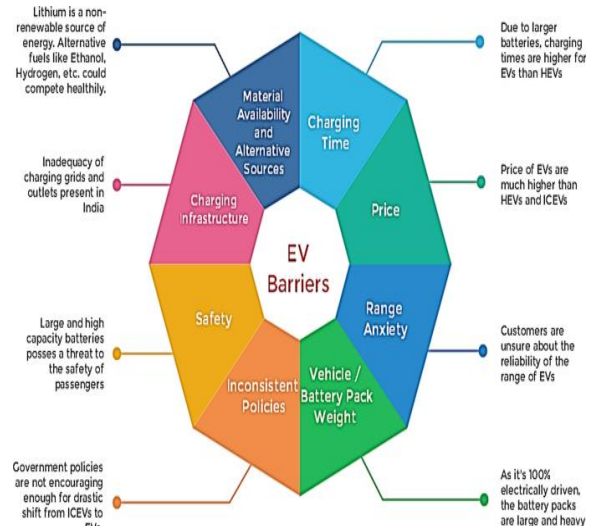 Lithium is a non-
renewable source of
energy. Alternative
fuels like Ethanol,
Hydrogen, etc. could
compete healthily.
Due to larger
batteries, charging
times are higher for
EVs than HEVs
Material
Availability
and
Alternative
Sources
Charging
Time
Inadequacy of
charging grids and
outlets present in
India
Charging
Infrastructure
Price
Price of EVs are
much higher than
HEVs and ICEVs
EV
Barriers
Large and high
capacity batteries
posses a threat to
the safety of
passengers
Safety
Range
Anxiety
Customers are
unsure about the
reliability of the
range of EVs
Inconsistent
Policies
Vehicle /
Battery Pack
Weight
Government policies
are not encouraging
enough for drastic
shift from ICEVs to
EVs.
As it's 100%
electrically driven,
the battery packs
are large and heavy